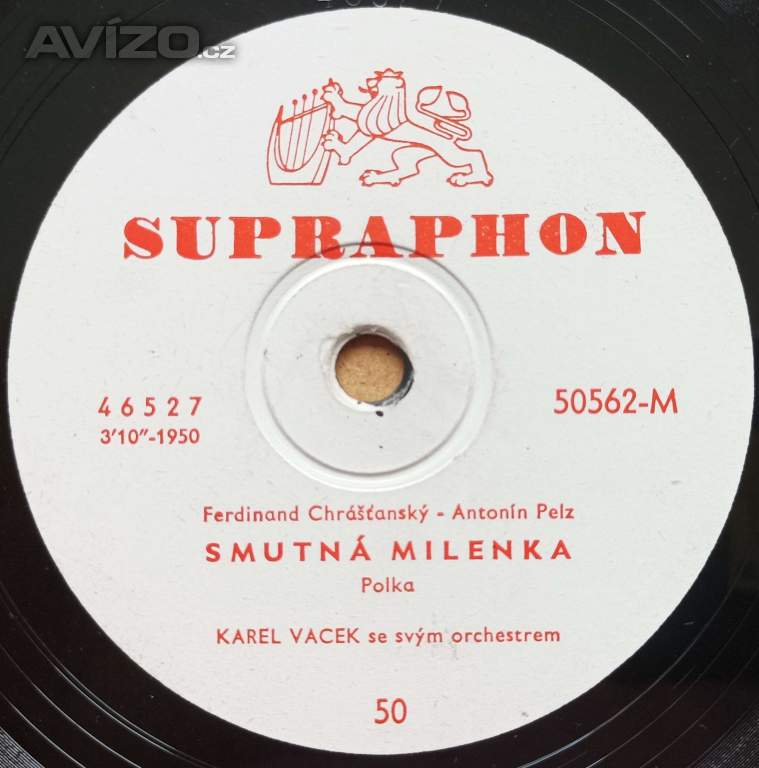 AVÍZO.cz
SUPRAPHON
46527
3'10"-1950
50562-M
Ferdinand Chrášťanský - Antonín Pelz
SMUTNÁ MILENKA
Polka
KAREL VACEK se svým orchestrem
50